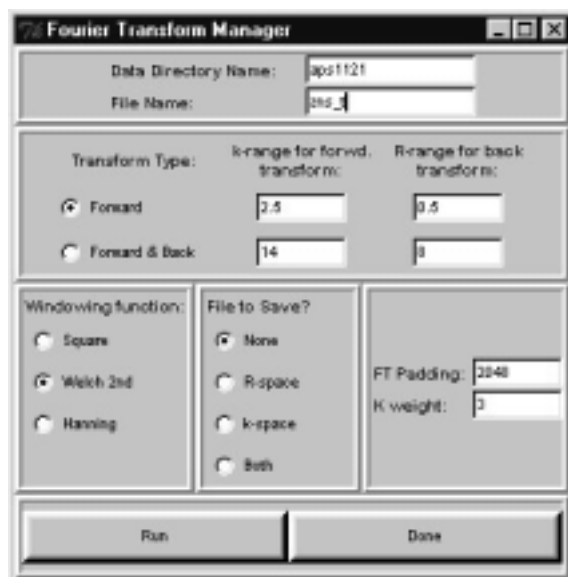 Fourier Transform Manager
Data Directory Name: aps1121
File Name: zns_t
Transform Type: k-range for forwd. transform: R-range for back transform:
Forward 2.5 0.5
Forward & Back 14 8
Windowing function:
Square
Welch 2nd
Hanning
File to Save?
None
R-space
k-space
Both
FT Padding: 2048
K weight: 3
Run Done